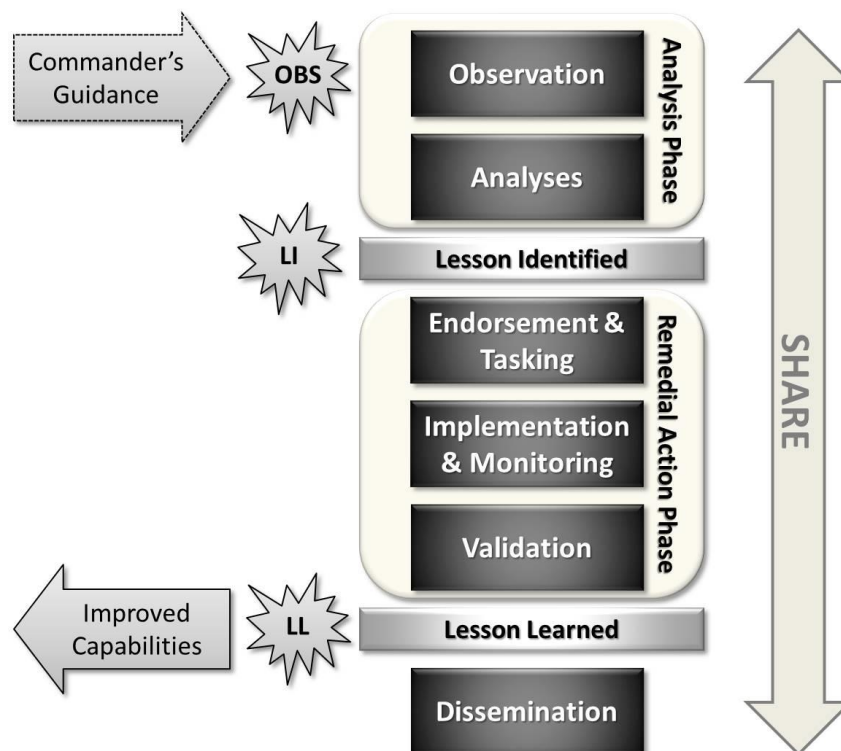 Commander's
Guidance
OBS
Observation
Analyses
Analysis Phase
LI
Lesson Identified
Endorsement &
Tasking
Implementation
& Monitoring
Validation
Remedial Action Phase
SHARE
Improved
Capabilities
LL
Lesson Learned
Dissemination